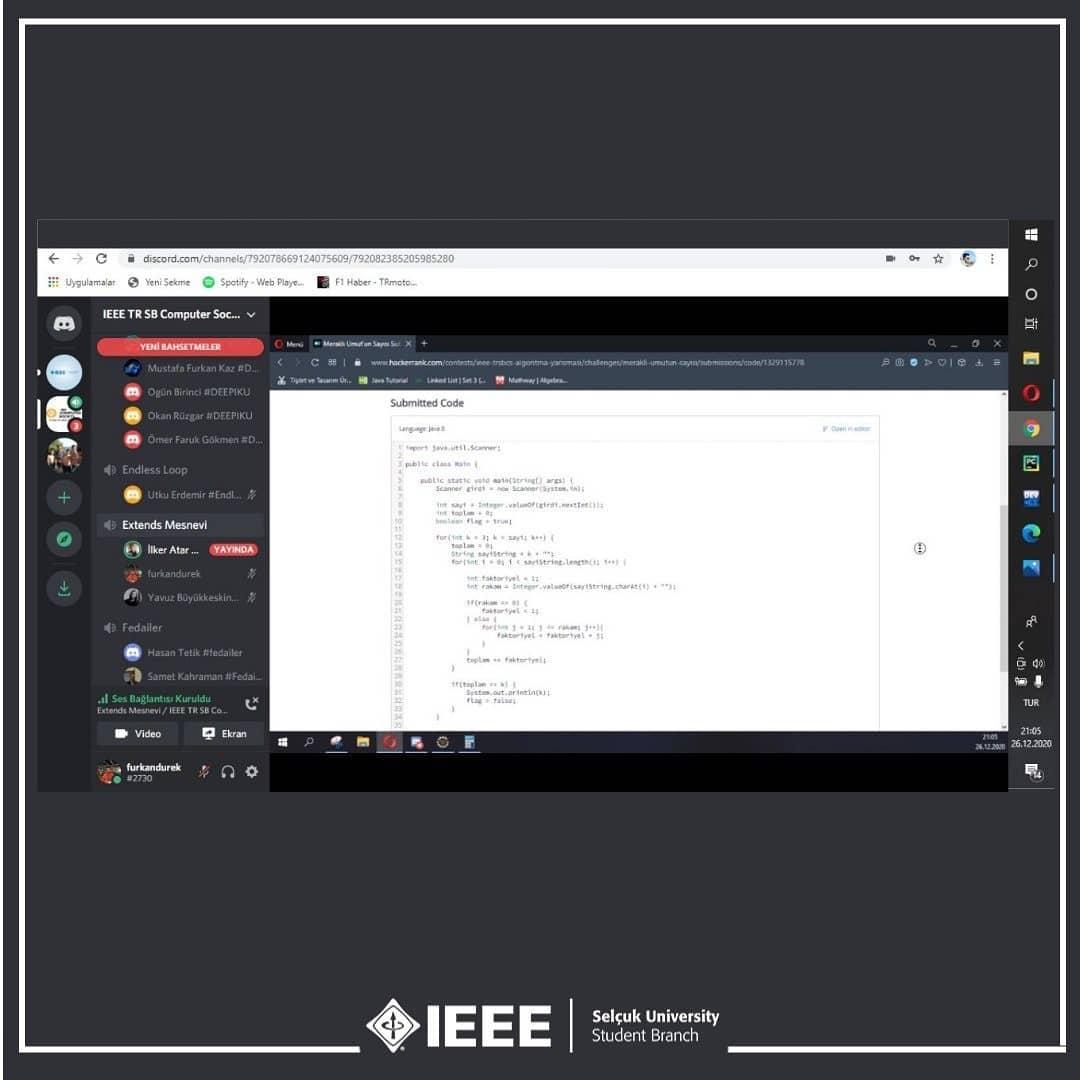 discord.com/channels/792078669124075609/792082385205985280
Uygulamalar
Yeni Sekme
Spotify - Web Playe...
F1 Haber - TRmoto...
IEEE TR SB Computer Soc...
YENİ BAHSETMELER
Mustafa Furkan Kaz #D...
Ogün Birinci #DEEPIKU
Okan Rüzgar #DEEPIKU
Ömer Faruk Gökmen #D...
Endless Loop
Utku Erdemir #Endl...
Extends Mesnevi
İlker Atar ... YAYINDA
furkandurek
Yavuz Büyükkeskin...
Fedailer
Hasan Tetik #fedailer
Samet Kahraman #Fedai...
Ses Bağlantısı Kuruldu
Extends Mesnevi / IEEE TR SB Co...
Video
Ekran
furkandurek
#2730
Menü
Meraklı Umut'un Sayısı Sub
www.hackerrank.com/contests/ieee-trsbcs-algoritma-yarismasi/challenges/merakli-umutun-sayisi/submissions/code/1329115778
Tişört ve Tasarım Ür...
Java Tutorial
Linked List | Set 3 (...
Mathway | Algebra...
Submitted Code
Language: Java 8
Open in editor
1 import java.util.Scanner;
2
3 public class Main {
4
5 public static void main(String[] args) {
6 Scanner girdi = new Scanner(System.in);
7
8 int sayi = Integer.valueOf(girdi.nextInt());
9 int toplam = 0;
10 boolean flag = true;
11
12 for(int k = 3; k < sayi; k++) {
13 toplam = 0;
14 String sayiString = k + "";
15 for(int i = 0; i < sayiString.length(); i++) {
16
17 int faktoriyel = 1;
18 int rakam = Integer.valueOf(sayiString.charAt(i) + "");
19
20 if(rakam == 0) {
21 faktoriyel = 1;
22 } else {
23 for(int j = 1; j <= rakam; j++){
24 faktoriyel = faktoriyel * j;
25 }
26 }
27 toplam += faktoriyel;
28 }
29
30 if(toplam == k) {
31 System.out.println(k);
32 flag = false;
33 }
34 }
35
21:05
26.12.2020
TUR
21:05
26.12.2020
14
IEEE
Selçuk University
Student Branch